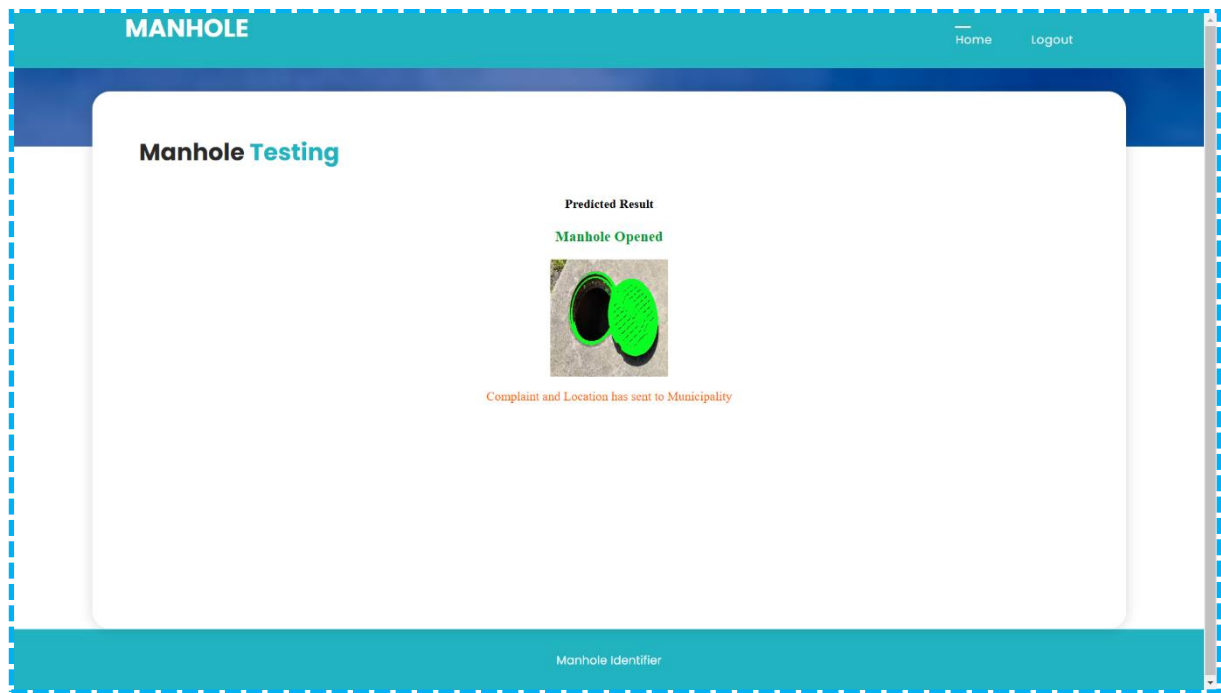 MANHOLE
Home Logout
Manhole Testing
Predicted Result
Manhole Opened
Complaint and Location has sent to Municipality
Manhole Identifier